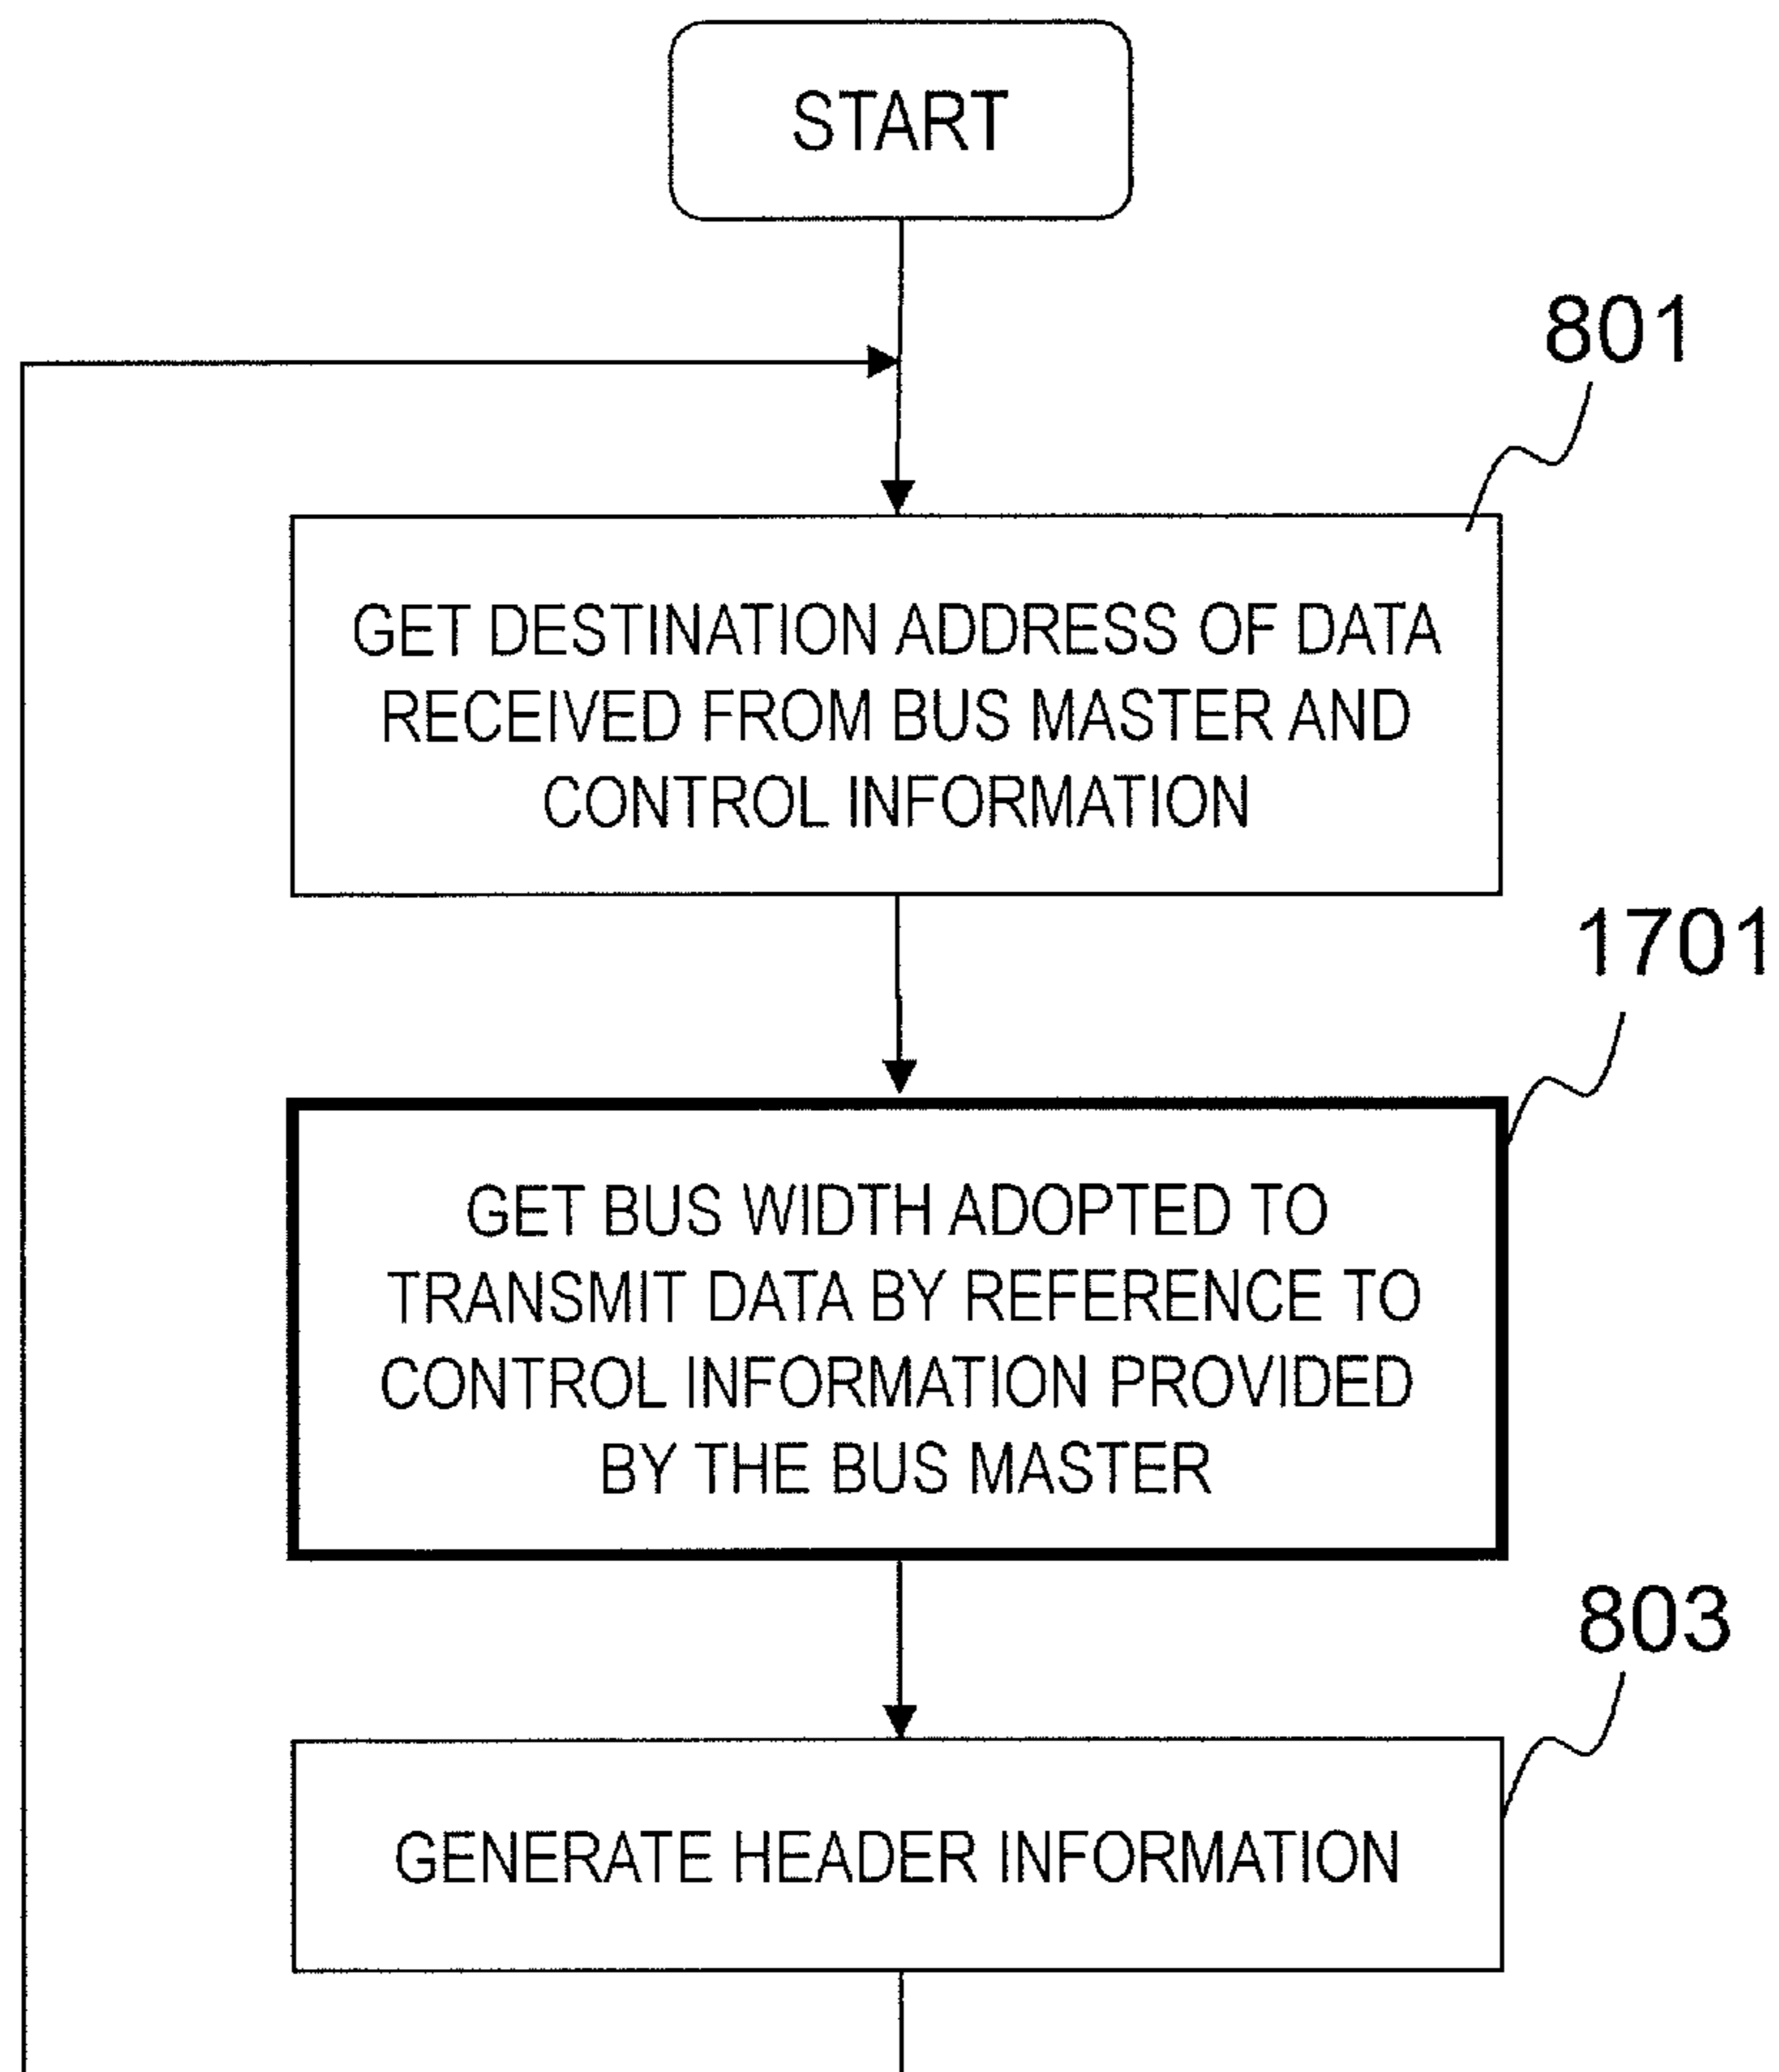 START
801
GET DESTINATION ADDRESS OF DATA
RECEIVED FROM BUS MASTER AND
CONTROL INFORMATION
1701
GET BUS WIDTH ADOPTED TO
TRANSMIT DATA BY REFERENCE TO
CONTROL INFORMATION PROVIDED
BY THE BUS MASTER
803
GENERATE HEADER INFORMATION